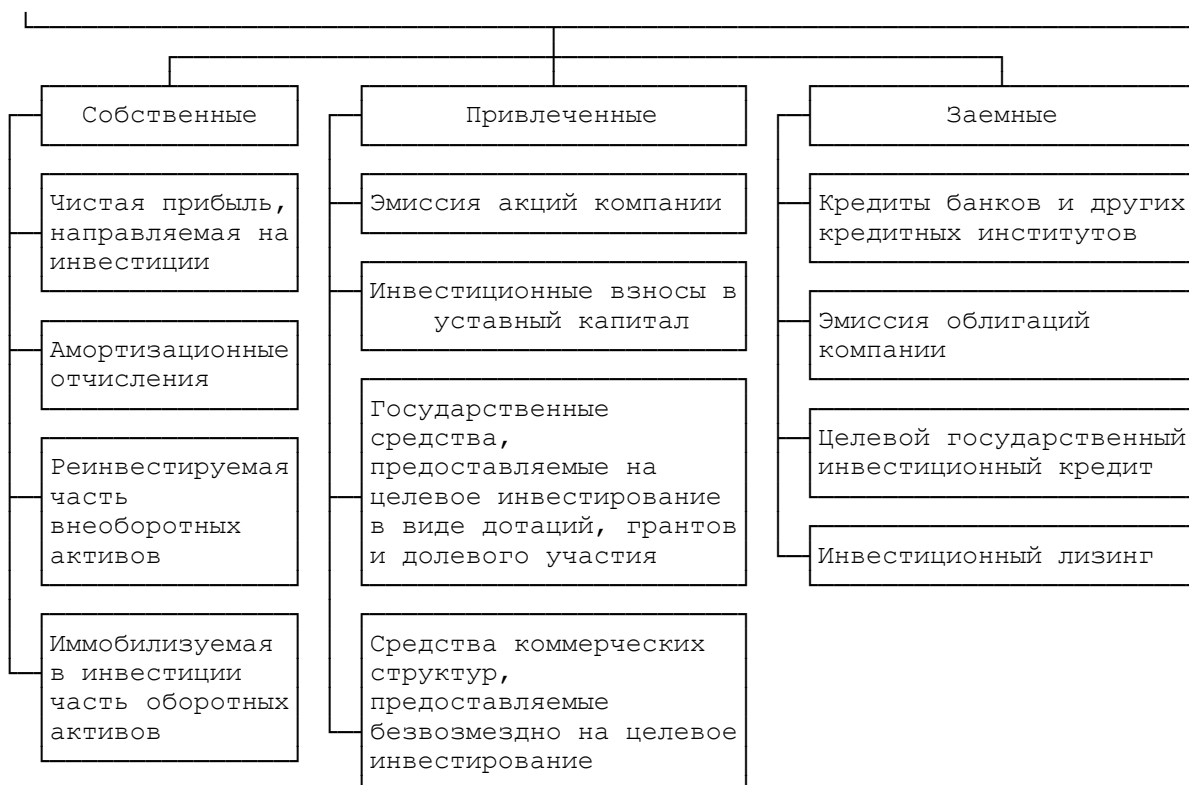 Собственные
Привлеченные
Заемные
Чистая прибыль,
направляемая на
инвестиции
Амортизационные
отчисления
Реинвестируемая
часть
внеоборотных
активов
Иммобилизуемая
в инвестиции
часть оборотных
активов
Эмиссия акций компании
Инвестиционные взносы в
уставный капитал
Государственные
средства,
предоставляемые на
целевое инвестирование
в виде дотаций, грантов
и долевого участия
Средства коммерческих
структур,
предоставляемые
безвозмездно на целевое
инвестирование
Кредиты банков и других
кредитных институтов
Эмиссия облигаций
компании
Целевой государственный
инвестиционный кредит
Инвестиционный лизинг